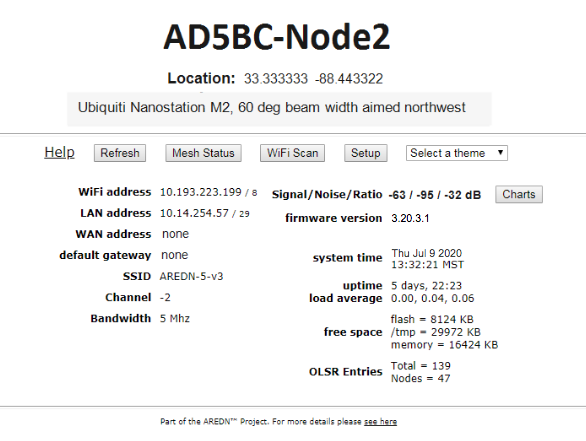 AD5BC-Node2
Location: 33.333333 -88.443322
Ubiquiti Nanostation M2, 60 deg beam width aimed northwest
Help Refresh Mesh Status WiFi Scan Setup Select a theme
WiFi address 10.193.223.199 / 8
LAN address 10.14.254.57 / 29
WAN address none
default gateway none
SSID AREDN-5-v3
Channel -2
Bandwidth 5 Mhz
Signal/Noise/Ratio -63 / -95 / -32 dB Charts
firmware version 3.20.3.1
system time Thu Jul 9 2020
13:32:21 MST
uptime 5 days, 22:23
load average 0.00, 0.04, 0.06
free space flash = 8124 KB
/tmp = 29972 KB
memory = 16424 KB
OLSR Entries Total = 139
Nodes = 47
Part of the AREDN™ Project. For more details please see here